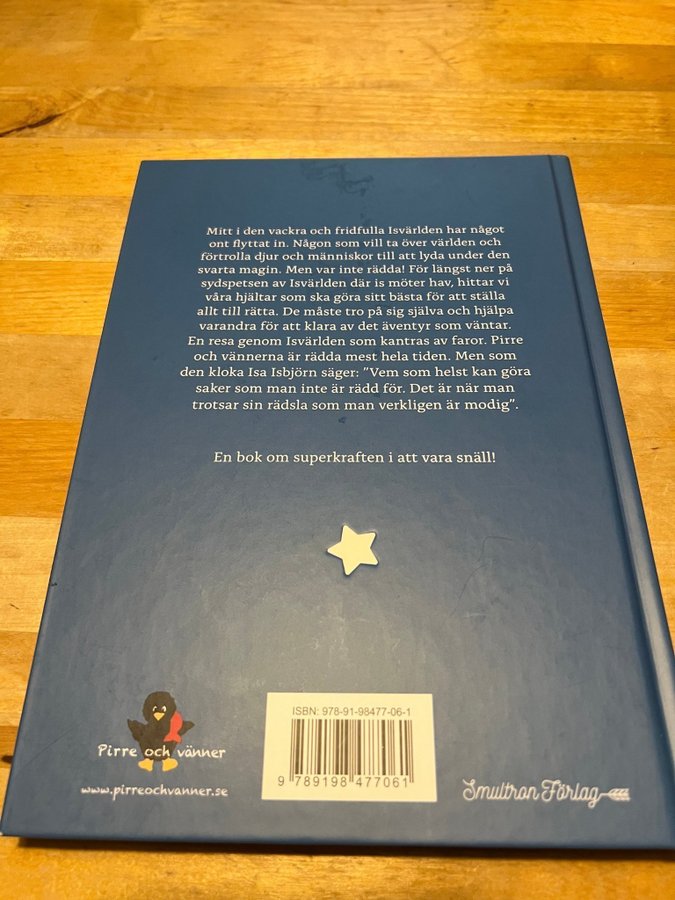 Mitt i den vackra och fridfulla Isvärlden har något
ont flyttat in. Någon som vill ta över världen och
förtrolla djur och människor till att lyda under den
svarta magin. Men var inte rädda! För längst ner på
sydspetsen av Isvärlden där is möter hav, hittar vi
våra hjältar som ska göra sitt bästa för att ställa
allt till rätta. De måste tro på sig själva och hjälpa
varandra för att klara av det äventyr som väntar.
En resa genom Isvärlden som kantras av faror. Pirre
och vännerna är rädda mest hela tiden. Men som
den kloka Isa Isbjörn säger: ”Vem som helst kan göra
saker som man inte är rädd för. Det är när man
trotsar sin rädsla som man verkligen är modig”.
En bok om superkraften i att vara snäll!
Pirre och vänner
www.pirreochvanner.se
ISBN: 978-91-98477-06-1
9 789198 477061
Smultron Förlag